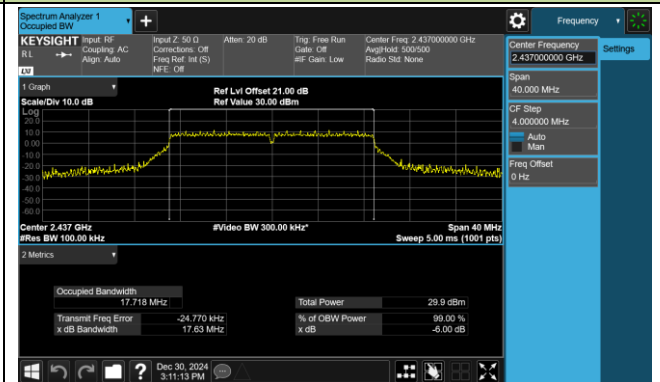 Spectrum Analyzer 1
Occupied BW
Frequency
KEYSIGHT
Input: RF
Coupling: AC
Align: Auto
Input Z: 50 Ω
Corrections: Off
Freq Ref: Int (S)
NFE: Off
Atten: 20 dB
Trig: Free Run
Gate: Off
#IF Gain: Low
Center Freq: 2.437000000 GHz
Avg|Hold: 500/500
Radio Std: None
RL
LXI
Center Frequency
2.437000000 GHz
Settings
Span
40.000 MHz
CF Step
4.000000 MHz
Auto
Man
Freq Offset
0 Hz
1 Graph
Scale/Div 10.0 dB
Ref Lvl Offset 21.00 dB
Ref Value 30.00 dBm
Log
20.0
10.0
0.00
-10.0
-20.0
-30.0
-40.0
-50.0
-60.0
Center 2.437 GHz
#Res BW 100.00 kHz
#Video BW 300.00 kHz*
Span 40 MHz
Sweep 5.00 ms (1001 pts)
2 Metrics
Occupied Bandwidth
17.718 MHz
Total Power 29.9 dBm
Transmit Freq Error -24.770 kHz
% of OBW Power 99.00 %
x dB Bandwidth 17.63 MHz
x dB -6.00 dB
?
Dec 30, 2024
3:11:13 PM